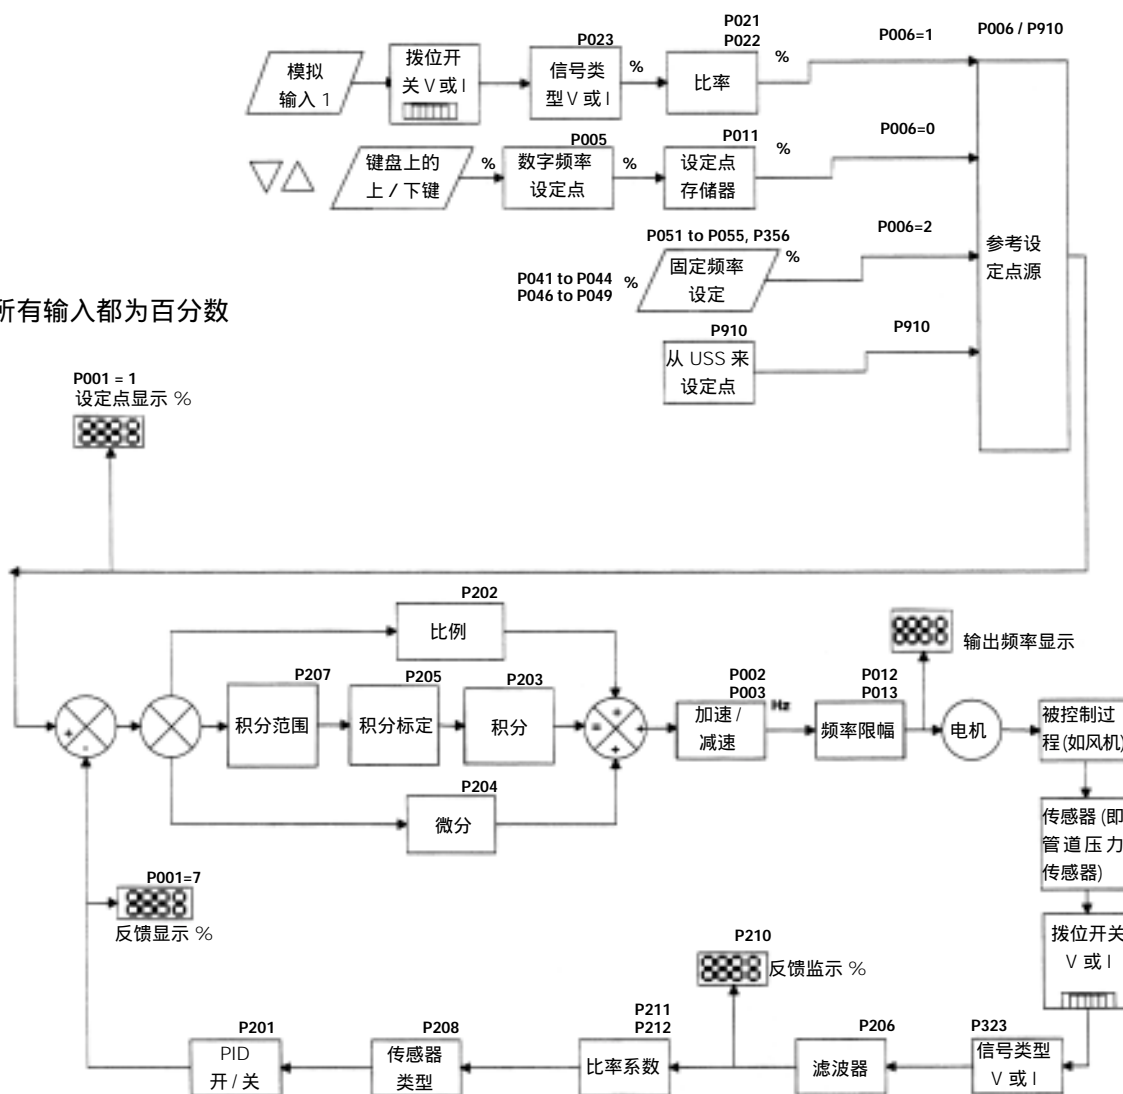 P021
P022
P006=1
P006 / P910
P023
模拟
输入 1
拨位开
关 V 或 I
信号类
型 V 或 I
%
比率
%
P006=0
P005
P011
键盘上的
上 / 下键
%
数字频率
设定点
%
设定点
存储器
%
P006=2
P051 to P055, P356
%
P041 to P044
P046 to P049
%
固定频率
设定
参考设
定点源
所有输入都为百分数
P910
P910
从 USS 来
设定点
P001 = 1
设定点显示 %
8888
P202
比例
8888
输出频率显示
P207
P205
P203
P002
P003
Hz
P012
P013
+
-
积分范围
积分标定
积分
+
=
+
加速 /
减速
频率限幅
电机
被控制过
程 (如风机)
P204
微分
传感器 (即
管道压力
传感器)
P001=7
8888
反馈显示 %
P210
8888
反馈监示 %
拨位开关
V 或 I
P201
P208
P211
P212
P206
P323
PID
开 / 关
传感器
类型
比率系数
滤波器
信号类型
V 或 I